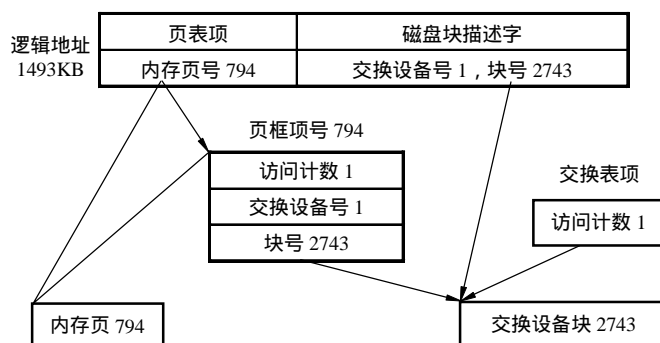 逻辑地址
1493KB
页表项
磁盘块描述字
内存页号 794
交换设备号 1，块号 2743
页框项号 794
访问计数 1
交换设备号 1
块号 2743
交换表项
访问计数 1
内存页 794
交换设备块 2743